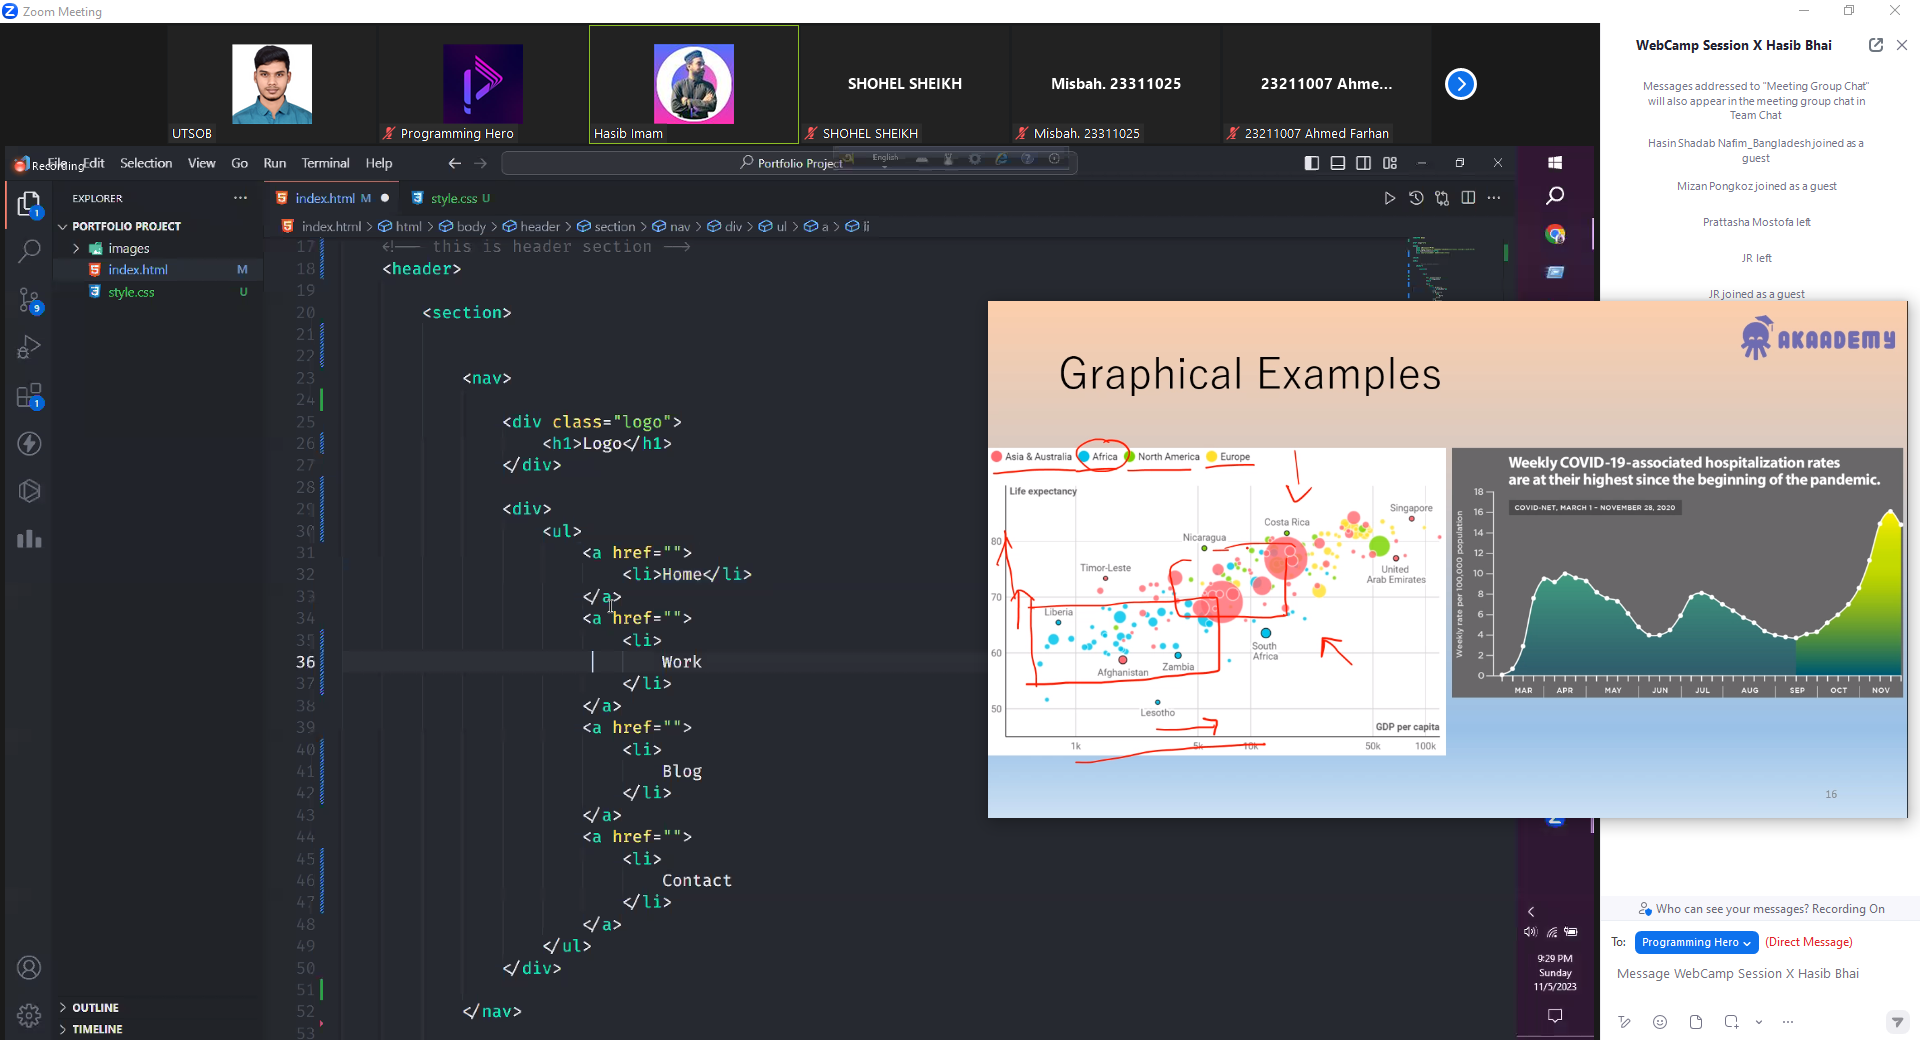 Zoom Meeting
UTSOB
Programming Hero
Hasib Imam
SHOHEL SHEIKH
SHOHEL SHEIKH
Misbah. 23311025
Misbah. 23311025
23211007 Ahme...
23211007 Ahmed Farhan
WebCamp Session X Hasib Bhai
Messages addressed to "Meeting Group Chat"
will also appear in the meeting group chat in
Team Chat
Hasin Shadab Nafim_Bangladesh joined as a
guest
Mizan Pongkoz joined as a guest
Prattasha Mostofa left
JR left
JR joined as a guest
Recording
File Edit Selection View Go Run Terminal Help
Portfolio Project
English
EXPLORER
PORTFOLIO PROJECT
images
index.html M
style.css U
OUTLINE
TIMELINE
1
9
1
index.html M
style.css U
index.html > html > body > header > section > nav > div > ul > a > li
17 <!-- this is header section -->
18 <header>
19
20 <section>
21
22
23 <nav>
24
25 <div class="logo">
26 <h1>Logo</h1>
27 </div>
28
29 <div>
30 <ul>
31 <a href="">
32 <li>Home</li>
33 </a>
34 <a href="">
35 <li>
36 Work
37 </li>
38 </a>
39 <a href="">
40 <li>
41 Blog
42 </li>
43 </a>
44 <a href="">
45 <li>
46 Contact
47 </li>
48 </a>
49 </ul>
50 </div>
51
52 </nav>
53
AKAADEMY
Graphical Examples
Asia & Australia Africa North America Europe
Life expectancy
80
70
60
50
Singapore
Costa Rica
Nicaragua
Timor-Leste
United
Arab Emirates
Liberia
South
Africa
Afghanistan
Zambia
Lesotho
GDP per capita
1k 5k 10k 50k 100k
Weekly COVID-19-associated hospitalization rates
are at their highest since the beginning of the pandemic.
COVID-NET, MARCH 1 – NOVEMBER 28, 2020
Weekly rate per 100,000 population
18
16
14
12
10
8
6
4
2
0
MAR APR MAY JUN JUL AUG SEP OCT NOV
16
9:29 PM
Sunday
11/5/2023
Who can see your messages? Recording On
To: Programming Hero (Direct Message)
Message WebCamp Session X Hasib Bhai